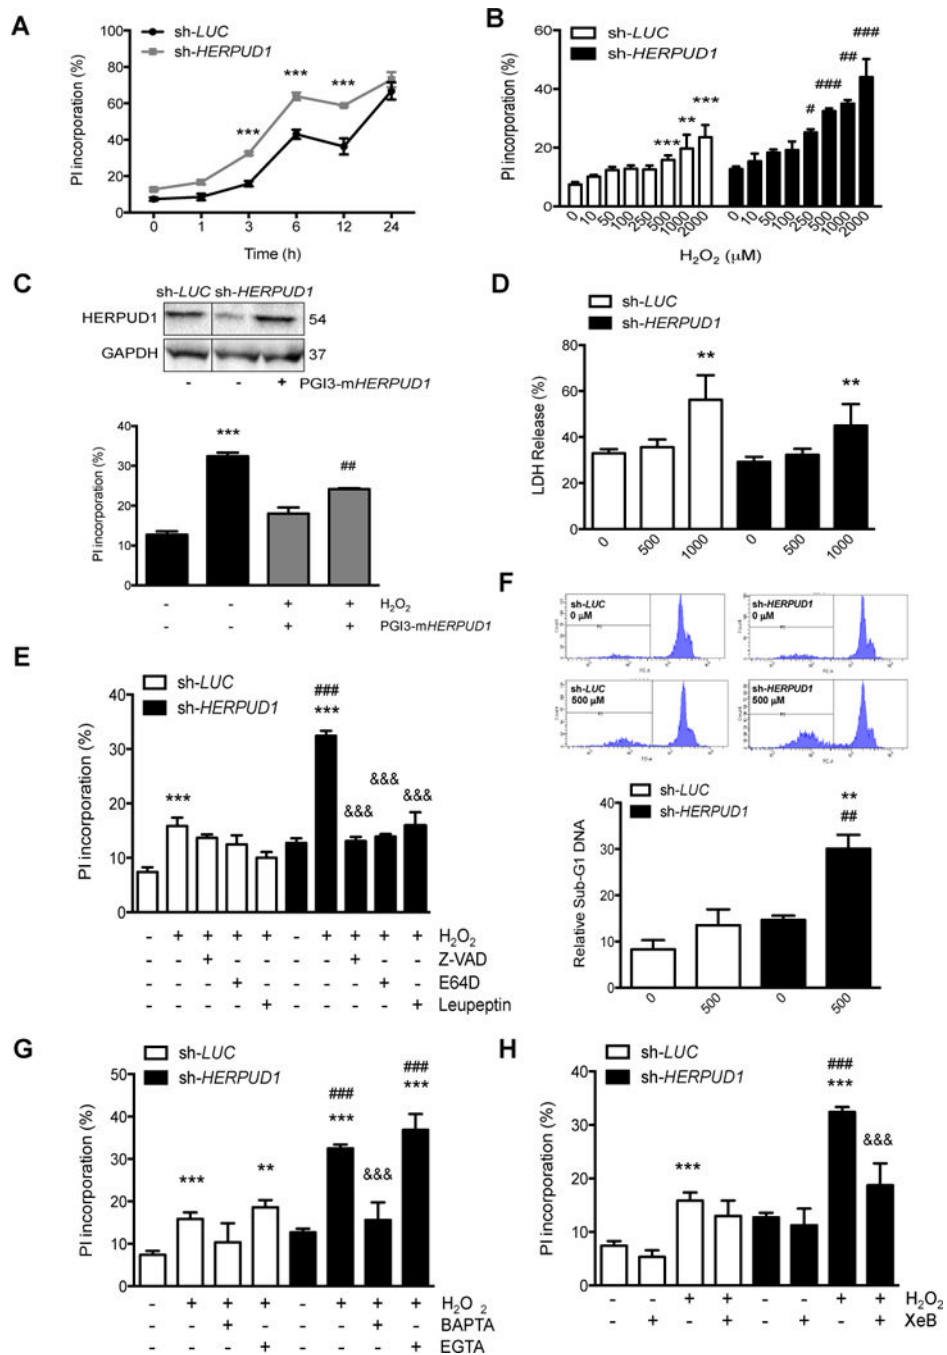 A
sh-LUC
sh-HERPUD1
PI incorporation (%)
100
80
60
40
20
0
***
***
***
0 1 3 6 12 24
Time (h)
B
sh-LUC
sh-HERPUD1
PI incorporation (%)
60
40
20
0
*** ** *** # ### ## ###
0 10 50 100 250 500 1000 2000 0 10 50 100 250 500 1000 2000
H2O2 (µM)
C
sh-LUC sh-HERPUD1
HERPUD1 54
GAPDH 37
- - + PGI3-mHERPUD1
PI incorporation (%)
40
30
20
10
0
*** ##
- - + + H2O2
- - + + PGI3-mHERPUD1
D
sh-LUC
sh-HERPUD1
LDH Release (%)
80
60
40
20
0
** **
0 500 1000 0 500 1000
E
sh-LUC
sh-HERPUD1
PI incorporation (%)
40
30
20
10
0
***
###
***
&&& &&& &&&
- + + + + - + + + + H2O2
- - + - - - - + - - Z-VAD
- - - + - - - - + - E64D
- - - - + - - - - + Leupeptin
F
sh-LUC
0 µM
sh-HERPUD1
0 µM
sh-LUC
500 µM
sh-HERPUD1
500 µM
sh-LUC
sh-HERPUD1
Relative Sub-G1 DNA
40
30
20
10
0
**
##
0 500 0 500
G
sh-LUC
sh-HERPUD1
PI incorporation (%)
50
40
30
20
10
0
*** **
###
***
&&&
###
***
- + + + - + + + H2O2
- - + - - - + - BAPTA
- - - + - - - + EGTA
H
sh-LUC
sh-HERPUD1
PI incorporation (%)
40
30
20
10
0
***
###
***
&&&
- - + + - - + + H2O2
- + - + - + - + XeB